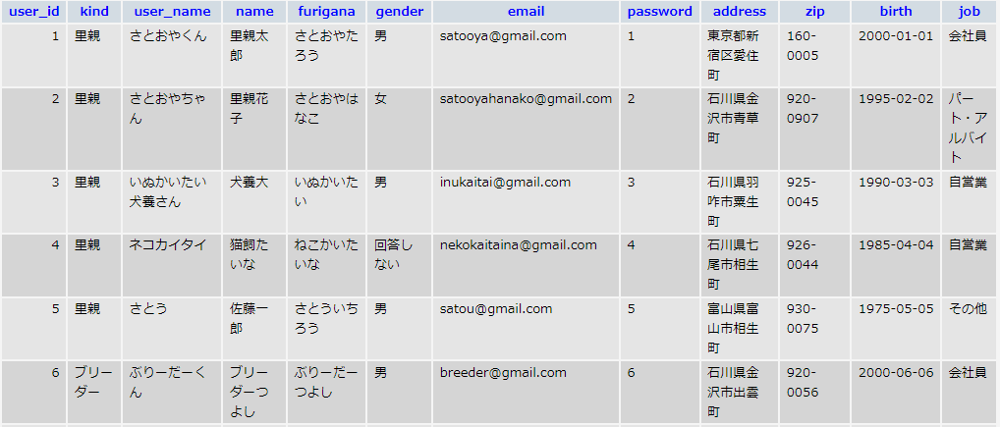 user_id kind user_name name furigana gender email password address zip birth job
1 里親 さとおやくん 里親太 さとおやた 男 satooya@gmail.com 1 東京都新 160- 2000-01-01 会社員
郎 ろう 宿区愛住 0005
町
2 里親 さとおやちゃ 里親花 さとおやは 女 satooyahanako@gmail.com 2 石川県金 920- 1995-02-02 パー
ん 子 なこ 沢市青草 0907 ト・ア
町 ルバイ
ト
3 里親 いぬかいたい 犬養大 いぬかいた 男 inukaitai@gmail.com 3 石川県羽 925- 1990-03-03 自営業
犬養さん い 咋市粟生 0045
町
4 里親 ネコカイタイ 猫飼た ねこかいた 回答し nekokaitaina@gmail.com 4 石川県七 926- 1985-04-04 自営業
いな いな ない 尾市相生 0044
町
5 里親 さとう 佐藤一 さとういち 男 satou@gmail.com 5 富山県富 930- 1975-05-05 その他
郎 ろう 山市相生 0075
町
6 ブリー ぶりーだーく ブリー ぶりーだー 男 breeder@gmail.com 6 石川県金 920- 2000-06-06 会社員
ダー ん ダーつ つよし 沢市出雲 0056
よし 町